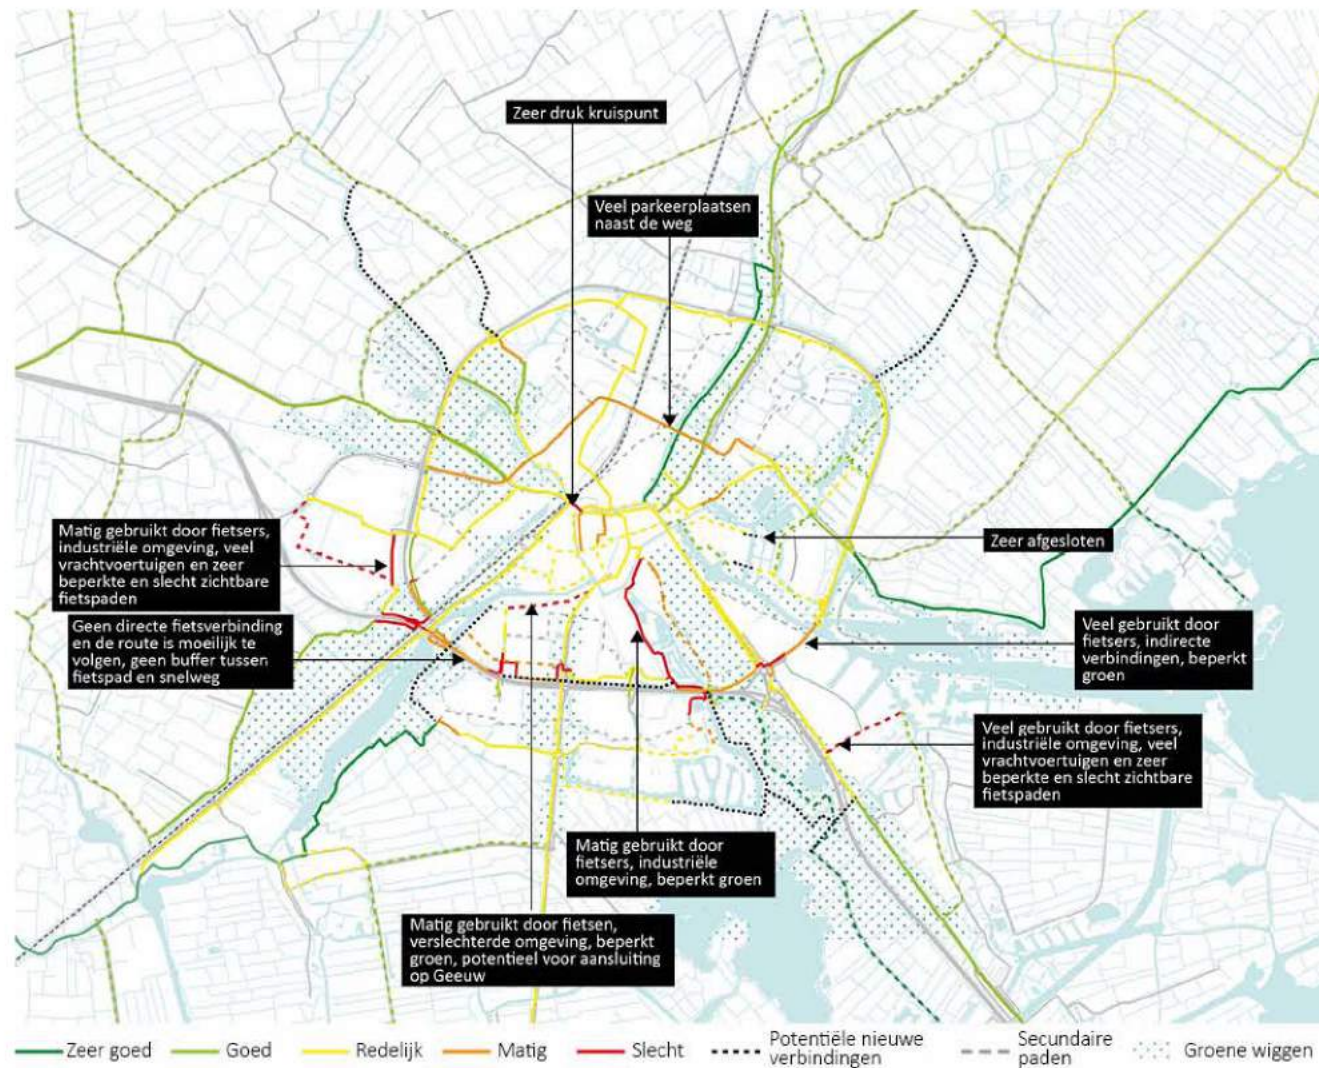 Zeer druk kruispunt
Veel parkeerplaatsen
naast de weg
Matig gebruikt door fietsers,
industriële omgeving, veel
vrachtvoertuigen en zeer
beperkte en slecht zichtbare
fietspaden
Zeer afgesloten
Geen directe fietsverbinding
en de route is moeilijk te
volgen, geen buffer tussen
fietspad en snelweg
Veel gebruikt door
fietsers, indirecte
verbindingen, beperkt
groen
Veel gebruikt door fietsers,
industriële omgeving, veel
vrachtvoertuigen en zeer
beperkte en slecht zichtbare
fietspaden
Matig gebruikt door
fietsers, industriële
omgeving, beperkt groen
Matig gebruikt door fietsen,
verslechterde omgeving, beperkt
groen, potentieel voor aansluiting
op Geeuw
Zeer goed
Goed
Redelijk
Matig
Slecht
Potentiële nieuwe
verbindingen
Secundaire
paden
Groene wiggen